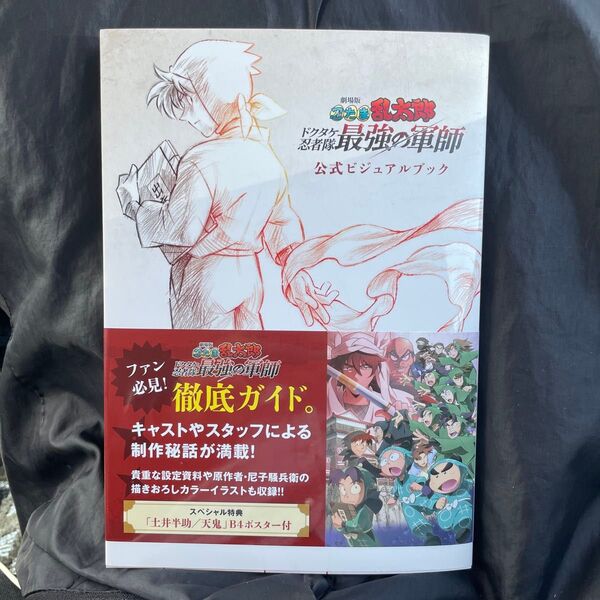 劇場版
忍たま乱太郎
ドクタケ忍者隊 最強の軍師
公式ビジュアルブック
ファン必見!
劇場版
忍たま乱太郎
ドクタケ忍者隊 最強の軍師
徹底ガイド。
キャストやスタッフによる
制作秘話が満載!
貴重な設定資料や原作者・尼子騒兵衛の
描きおろしカラーイラストも収録!!
スペシャル特典
「土井半助/天鬼」B4ポスター付